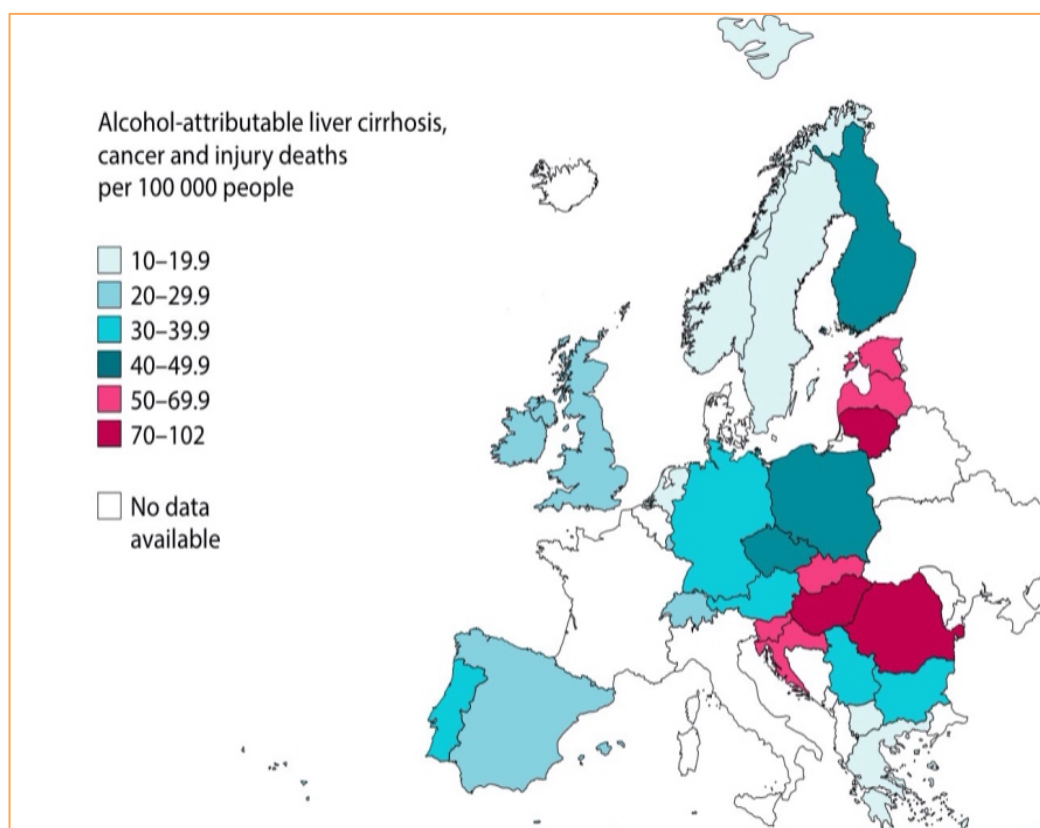 Alcohol-attributable liver cirrhosis,
cancer and injury deaths
per 100 000 people
10–19.9
20–29.9
30–39.9
40–49.9
50–69.9
70–102
No data
available